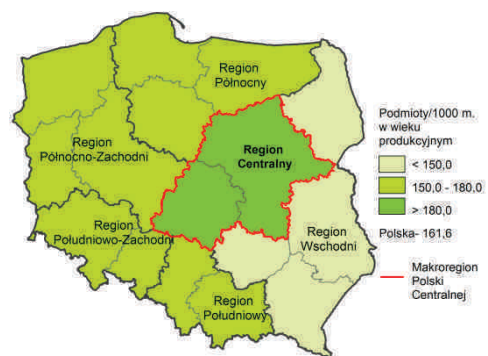 Region
Północny
Region
Północno-Zachodni
Region
Centralny
Region
Południowo-Zachodni
Region
Wschodni
Region
Południowy
Podmioty/1000 m.
w wieku
produkcyjnym
< 150,0
150,0 - 180,0
> 180,0
Polska- 161,6
Makroregion
Polski
Centralnej